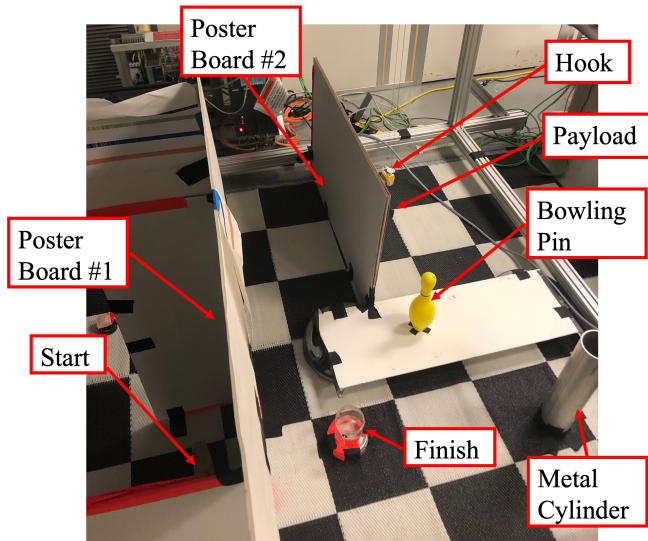 Poster
Board #2
Hook
Payload
Bowling
Pin
Poster
Board #1
Start
Finish
Metal
Cylinder